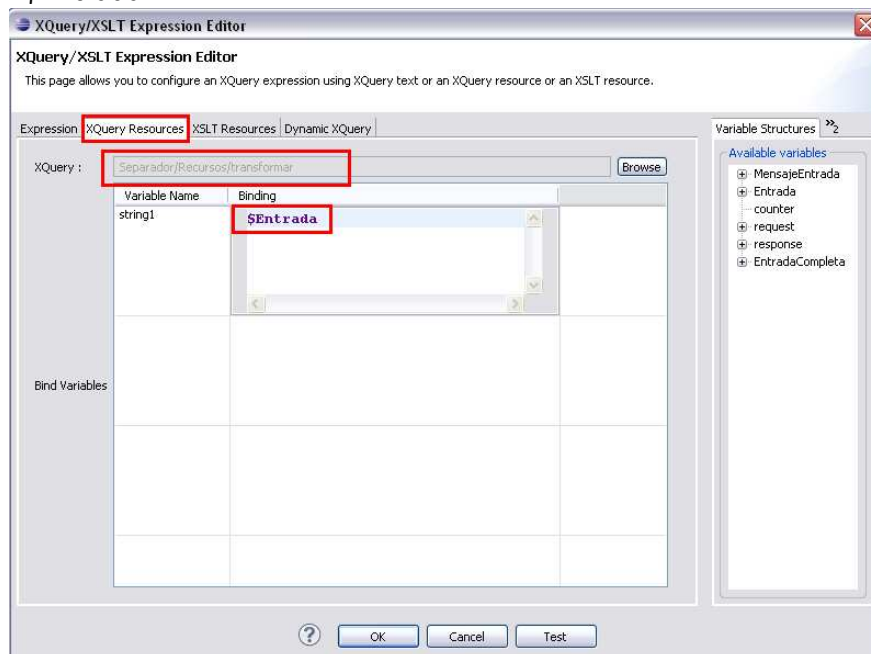 XQuery/XSLT Expression Editor
XQuery/XSLT Expression Editor
This page allows you to configure an XQuery expression using XQuery text or an XQuery resource or an XSLT resource.
Expression XQuery Resources XSLT Resources Dynamic XQuery
Variable Structures »2
XQuery : Separador/Recursos/transformar Browse
Available variables
MensajeEntrada
Entrada
counter
request
response
EntradaCompleta
Variable Name Binding
string1 $Entrada
Bind Variables
? OK Cancel Test